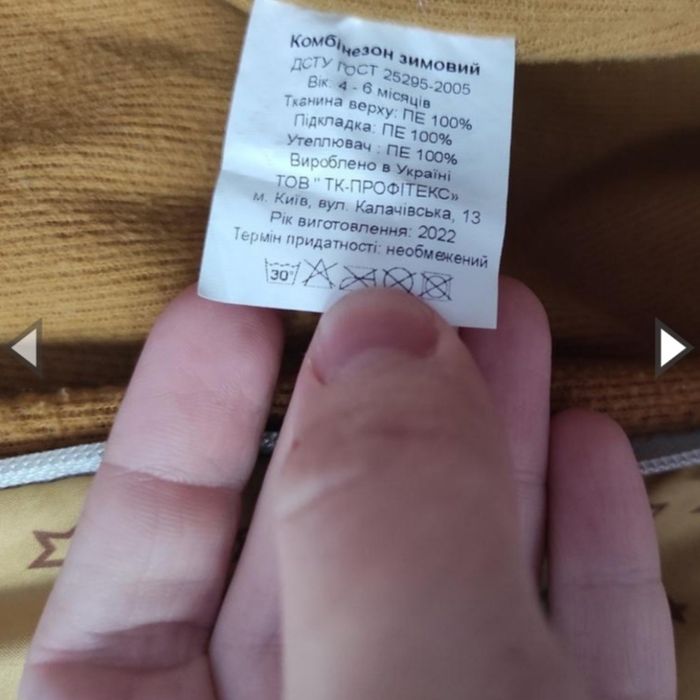 Комбінезон зимовий
ДСТУ ГОСТ 25295-2005
Вік: 4 - 6 місяців
Тканина верху: ПЕ 100%
Підкладка: ПЕ 100%
Утеплювач : ПЕ 100%
Вироблено в Україні
ТОВ " ТК-ПРОФІТЕКС»
м. Київ, вул. Калачівська, 13
Рік виготовлення: 2022
Термін придатності: необмежений
30°